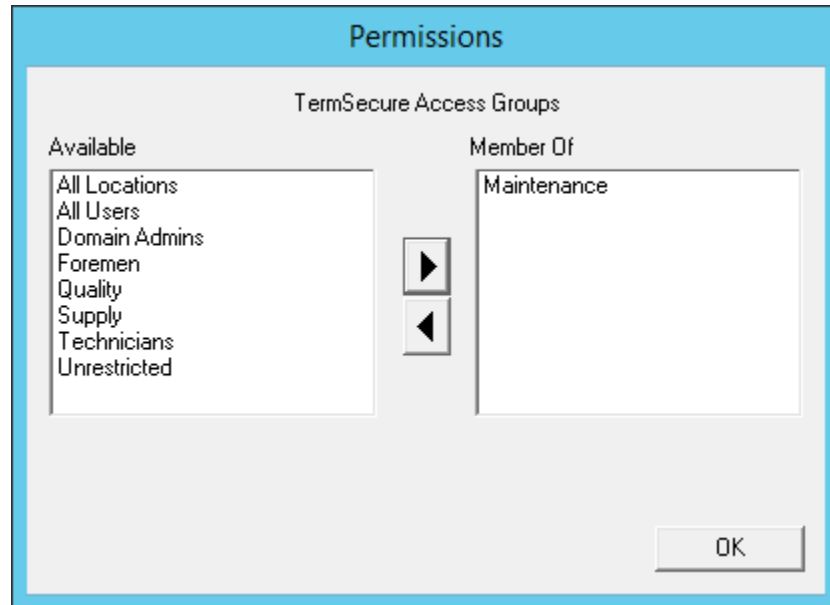 Permissions
TermSecure Access Groups
Available
All Locations
All Users
Domain Admins
Foremen
Quality
Supply
Technicians
Unrestricted
Member Of
Maintenance
OK